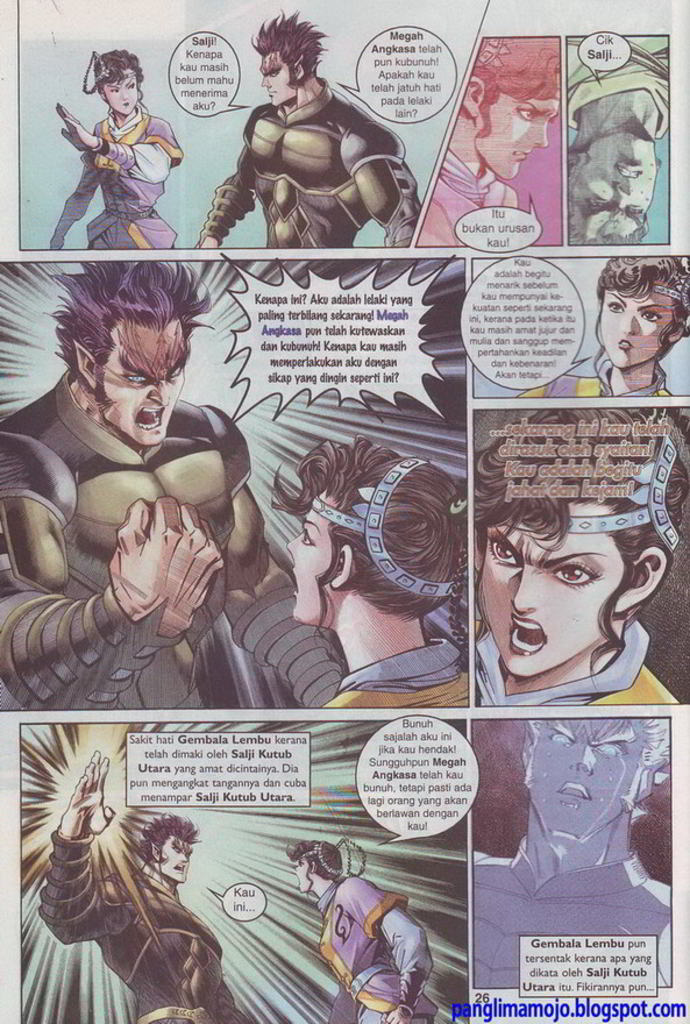 Salji!
Kenapa
kau masih
belum mahu
menerima
aku?
Megah
Angkasa telah
pun kubunuh!
Apakah kau
telah jatuh hati
pada lelaki
lain?
Itu
bukan urusan
kau!
Cik
Salji...
Kenapa ini? Aku adalah lelaki yang
paling terbilang sekarang! Megah
Angkasa pun telah kutewaskan
dan kubunuh! Kenapa kau masih
memperlakukan aku dengan
sikap yang dingin seperti ini?
Kau
adalah begitu
menarik sebelum
kau mempunyai ke-
kuatan seperti sekarang
ini, kerana pada ketika itu
kau masih amat jujur dan
mulia dan sanggup mem-
pertahankan keadilan
dan kebenaran!
Akan tetapi...
...sekarang ini kau telah
dirasuk oleh syaitan!
Kau adalah begitu
jahat dan kejam!
Sakit hati Gembala Lembu kerana
telah dimaki oleh Salji Kutub
Utara yang amat dicintainya. Dia
pun mengangkat tangannya dan cuba
menampar Salji Kutub Utara.
Kau
ini...
Bunuh
sajalah aku ini
jika kau hendak!
Sungguhpun Megah
Angkasa telah kau
bunuh, tetapi pasti ada
lagi orang yang akan
berlawan dengan
kau!
Gembala Lembu pun
tersentak kerana apa yang
dikata oleh Salji Kutub
Utara itu. Fikirannya pun...
26
panglimamojo.blogspot.com